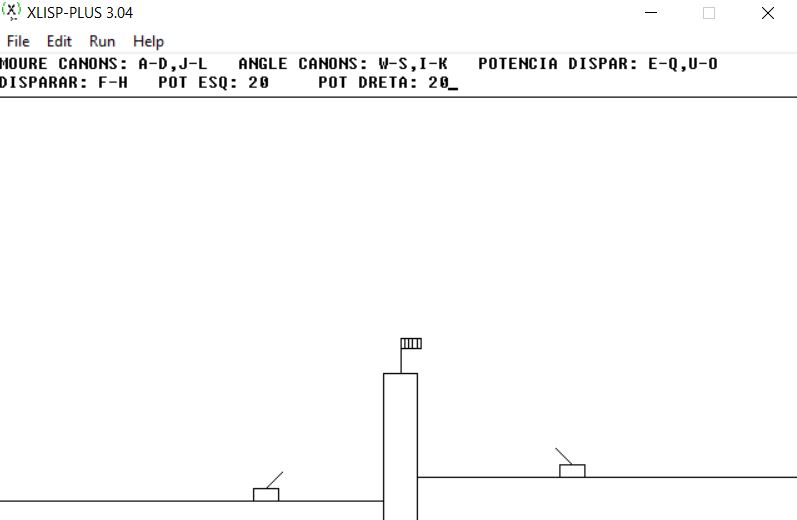 XLISP-PLUS 3.04
File Edit Run Help
MOURE CANONS: A-D,J-L   ANGLE CANONS: W-S,I-K   POTENCIA DISPAR: E-Q,U-O
DISPARAR: F-H   POT ESQ: 20     POT DRETA: 20_